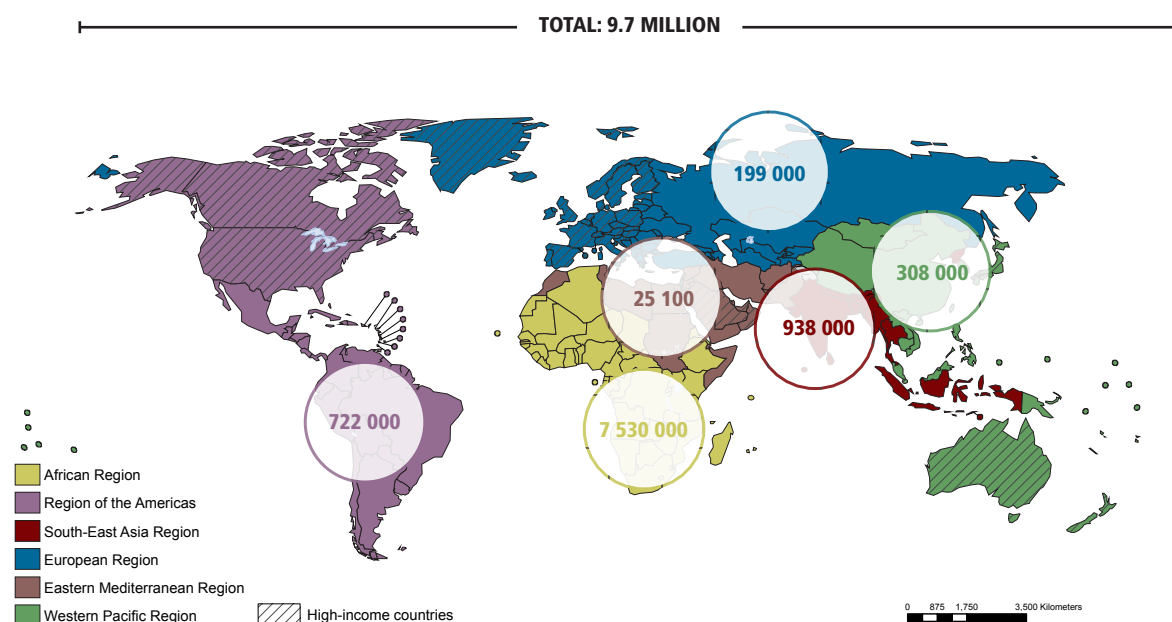 TOTAL: 9.7 MILLION
199 000
308 000
25 100
938 000
722 000
7 530 000
African Region
Region of the Americas
South-East Asia Region
European Region
Eastern Mediterranean Region
Western Pacific Region
High-income countries
0 875 1,750 3,500 Kilometers